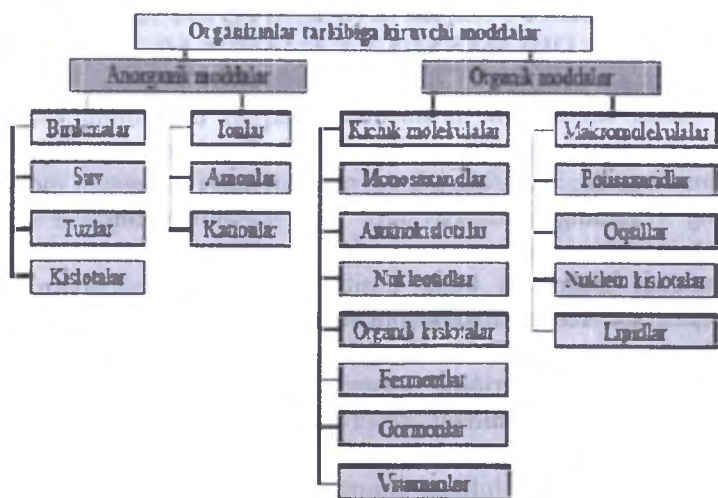 Organizmlar tarkibiga kiruvchi moddalar
Anorganik moddalar
Organik moddalar
Birikmalar
Ionlar
Kichik molekulalar
Makromolekulalar
Suv
Anionlar
Monosaxaridlar
Polisaxaridlar
Tuzlar
Kationlar
Aminokislotalar
Oqsillar
Kislotalar
Nukleotidlar
Nuklein kislotalar
Organik kislotalar
Lipidlar
Fermentlar
Gormonlar
Vitaminlar